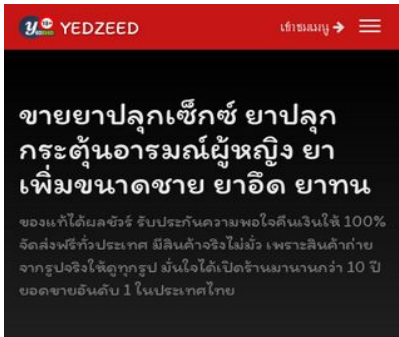 YEDZEED
เข้าชมเมนู →
ขายยาปลุกเซ็กซ์ ยาปลุก
กระตุ้นอารมณ์ผู้หญิง ยา
เพิ่มขนาดชาย ยาอึด ยาทน
ของแท้ได้ผลชัวร์ รับประกันความพอใจคืนเงินให้ 100%
จัดส่งฟรีทั่วประเทศ มีสินค้าจริงไม่มั่ว เพราะสินค้าถ่าย
จากรูปจริงให้ดูทุกรูป มั่นใจได้เปิดร้านมานานกว่า 10 ปี
ยอดขายอันดับ 1 ในประเทศไทย